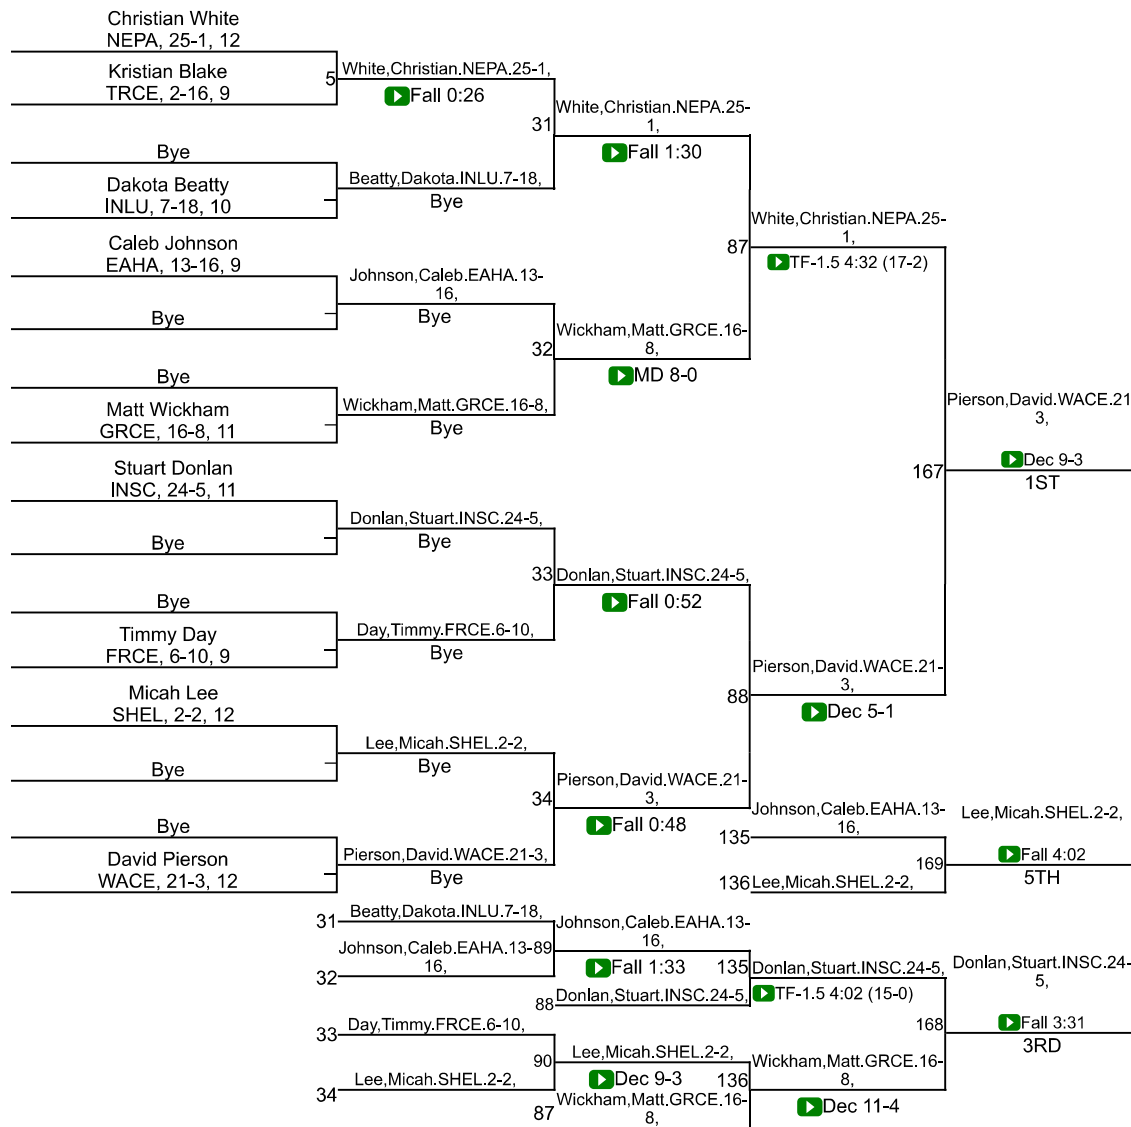 Christian White
NEPA, 25-1, 12
Kristian Blake
TRCE, 2-16, 9
5
White,Christian.NEPA.25-1,
Fall 0:26
Bye
Dakota Beatty
INLU, 7-18, 10
Beatty,Dakota.INLU.7-18,
Bye
31
White,Christian.NEPA.25-
1,
Fall 1:30
Caleb Johnson
EAHA, 13-16, 9
Bye
Johnson,Caleb.EAHA.13-
16,
Bye
Bye
Matt Wickham
GRCE, 16-8, 11
Wickham,Matt.GRCE.16-8,
Bye
32
Wickham,Matt.GRCE.16-
8,
MD 8-0
87
White,Christian.NEPA.25-
1,
TF-1.5 4:32 (17-2)
Stuart Donlan
INSC, 24-5, 11
Bye
Donlan,Stuart.INSC.24-5,
Bye
Bye
Timmy Day
FRCE, 6-10, 9
Day,Timmy.FRCE.6-10,
Bye
33
Donlan,Stuart.INSC.24-5,
Fall 0:52
Micah Lee
SHEL, 2-2, 12
Bye
Lee,Micah.SHEL.2-2,
Bye
Bye
David Pierson
WACE, 21-3, 12
Pierson,David.WACE.21-3,
Bye
34
Pierson,David.WACE.21-
3,
Fall 0:48
88
Pierson,David.WACE.21-
3,
Dec 5-1
167
Pierson,David.WACE.21
3,
Dec 9-3
1ST
135
Johnson,Caleb.EAHA.13-
16,
136
Lee,Micah.SHEL.2-2,
169
Lee,Micah.SHEL.2-2,
Fall 4:02
5TH
31
Beatty,Dakota.INLU.7-18,
32
Johnson,Caleb.EAHA.13-
16,
89
Johnson,Caleb.EAHA.13-
16,
Fall 1:33
88
Donlan,Stuart.INSC.24-5,
135
Donlan,Stuart.INSC.24-5,
TF-1.5 4:02 (15-0)
33
Day,Timmy.FRCE.6-10,
34
Lee,Micah.SHEL.2-2,
90
Lee,Micah.SHEL.2-2,
Dec 9-3
87
Wickham,Matt.GRCE.16-
8,
136
Wickham,Matt.GRCE.16-
8,
Dec 11-4
168
Donlan,Stuart.INSC.24-
5,
Fall 3:31
3RD